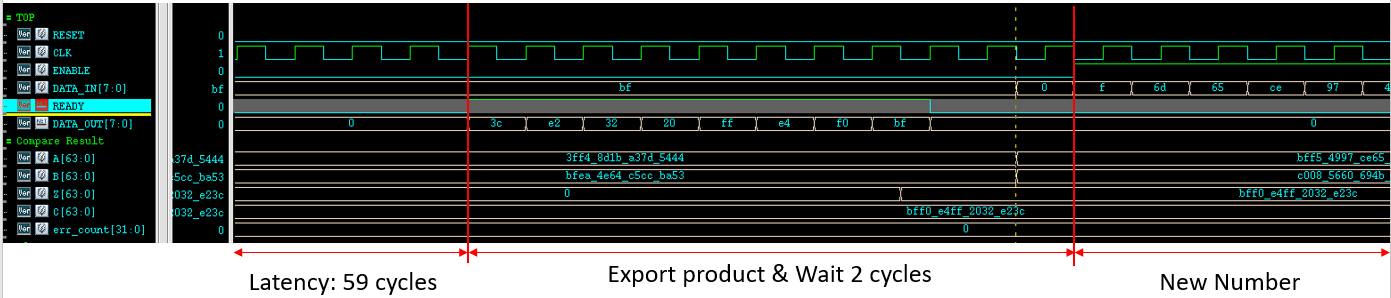 TOP
RESET 0
CLK 1
ENABLE 0
DATA_IN[7:0] bf bf 0 f 6d 65 ce 97 4
READY 0
DATA_OUT[7:0] 0 0 3c e2 32 20 ff e4 f0 bf 0
Compare Result
A[63:0] a37d_5444 3ff4_8d1b_a37d_5444 bff5_4997_ce65_
B[63:0] c5cc_ba53 bfea_4e64_c5cc_ba53 c008_5660_694b_
Z[63:0] 2032_e23c 0 bff0_e4ff_2032_e23c
C[63:0] 2032_e23c bff0_e4ff_2032_e23c
err_count[31:0] 0 0
Latency: 59 cycles
Export product & Wait 2 cycles
New Number